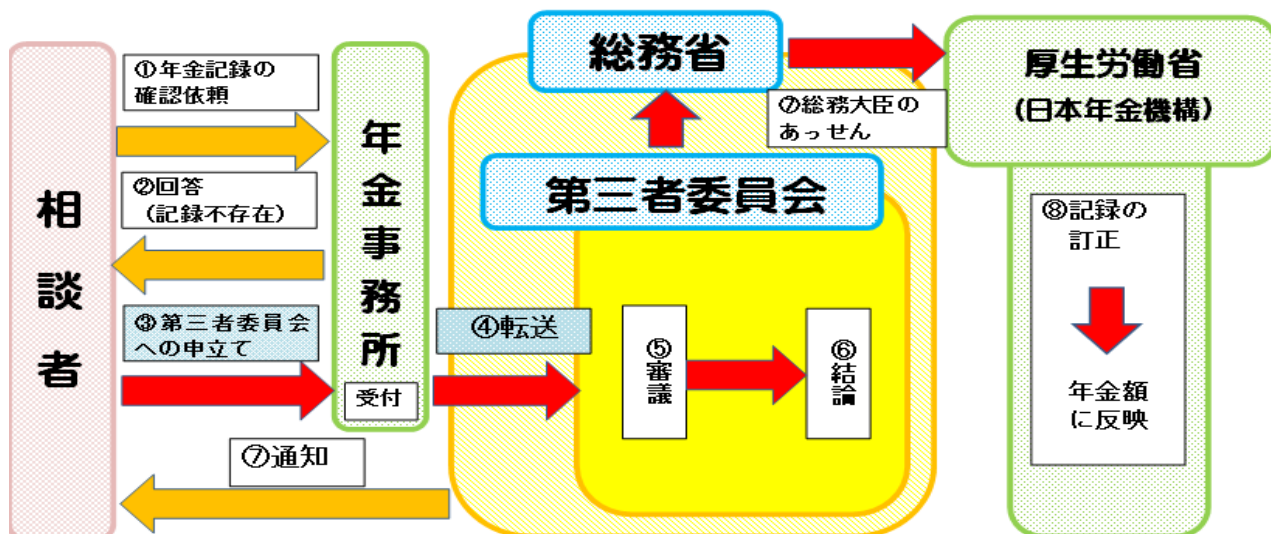 総務省
厚生労働省
(日本年金機構)
①年金記録の
確認依頼
⑦総務大臣の
あっせん
年金事務所
第三者委員会
②回答
(記録不存在)
相談者
⑧記録の
訂正
③第三者委員会
への申立て
④転送
⑤審議
⑥結論
受付
年金額
に反映
⑦通知